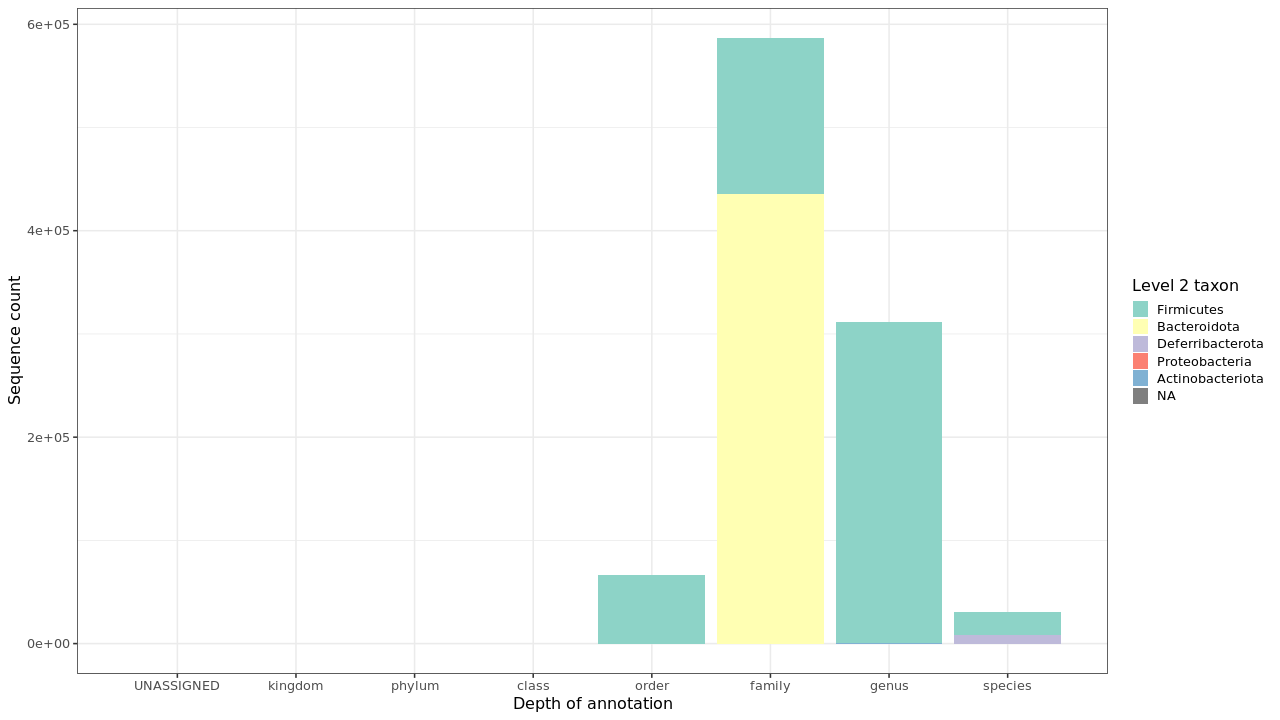 6e+05
4e+05
2e+05
0e+00
Sequence count
UNASSIGNED kingdom phylum class order family genus species
Depth of annotation
Level 2 taxon
Firmicutes
Bacteroidota
Deferribacterota
Proteobacteria
Actinobacteriota
NA